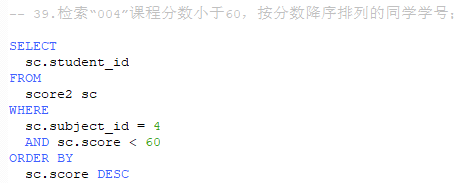 -- 39.检索“004”课程分数小于60，按分数降序排列的同学学号；
SELECT
sc.student_id
FROM
score2 sc
WHERE
sc.subject_id = 4
AND sc.score < 60
ORDER BY
sc.score DESC